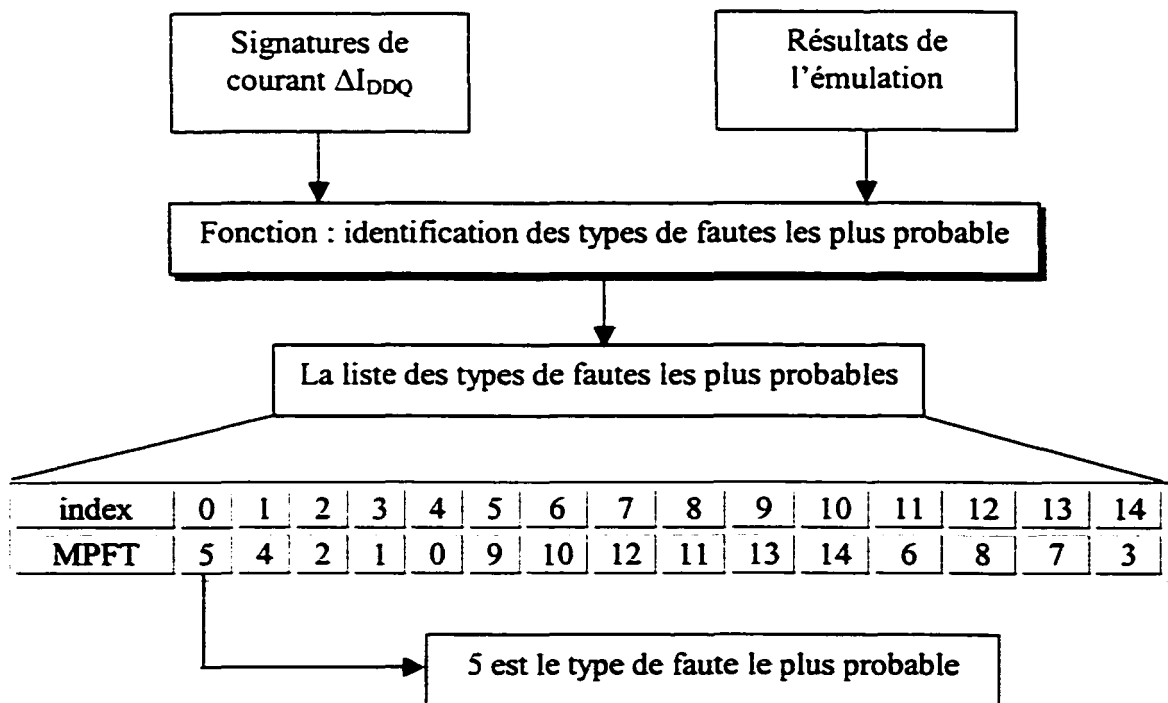 Signatures de
courant ΔIDDQ
Résultats de
l'émulation
Fonction : identification des types de fautes les plus probable
La liste des types de fautes les plus probables
index 0 1 2 3 4 5 6 7 8 9 10 11 12 13 14
MPFT 5 4 2 1 0 9 10 12 11 13 14 6 8 7 3
5 est le type de faute le plus probable